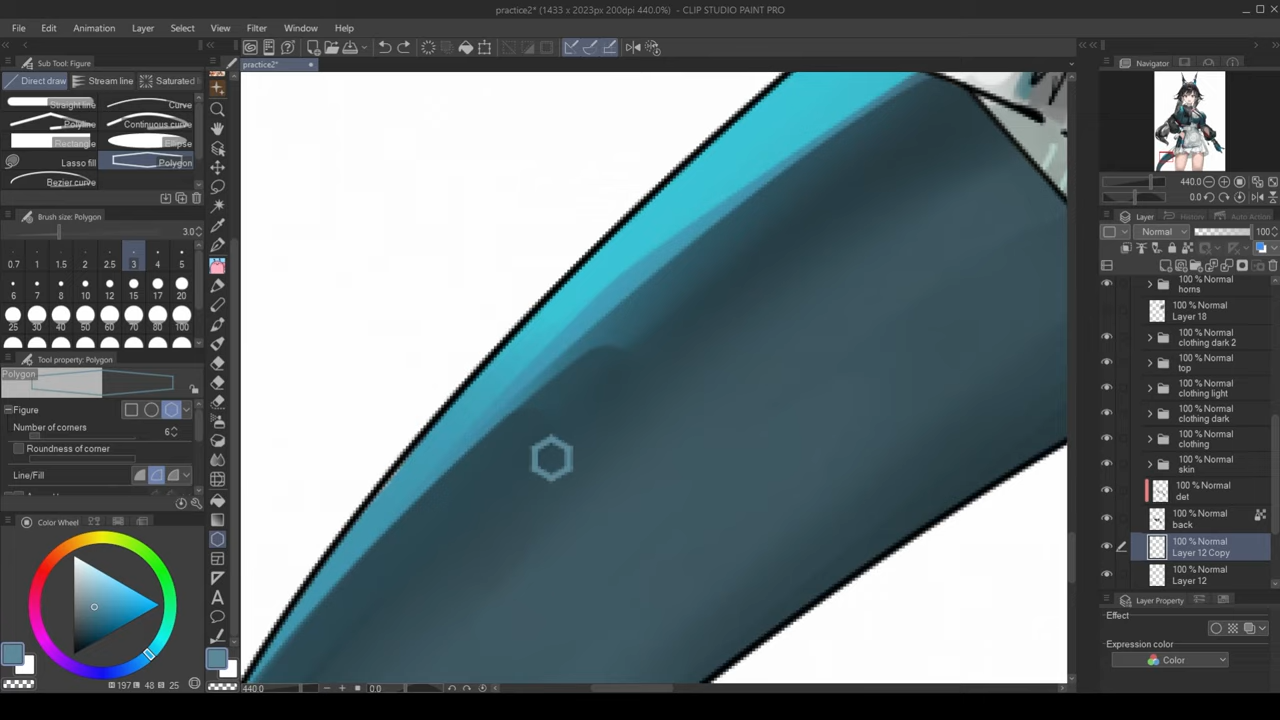 practice2* (1433 x 2023px 200dpi 440.0%) - CLIP STUDIO PAINT PRO
File Edit Animation Layer Select View Filter Window Help
Sub Tool: Figure
practice2*
Navigator
Direct draw Stream line Saturated
Straight line Curve
Polyline Continuous curve
Rectangle Ellipse
Lasso fill Polygon
Bezier curve
440.0
0.0
Brush size: Polygon
Layer History Auto Action
3.0
Normal 100
0.7 1 1.5 2 2.5 3 4 5
6 7 8 10 12 15 17 20
25 30 40 50 60 70 80 100
100 % Normal
horns
100 % Normal
Layer 18
100 % Normal
clothing dark 2
100 % Normal
top
100 % Normal
clothing light
100 % Normal
clothing dark
100 % Normal
clothing
100 % Normal
skin
100 % Normal
det
100 % Normal
back
100 % Normal
Layer 12 Copy
100 % Normal
Layer 12
Tool property: Polygon
Polygon
Figure
Number of corners 6
Roundness of corner
Line/Fill
Color Wheel
197 48 25
Layer Property
Effect
Expression color
Color
440.0 0.0